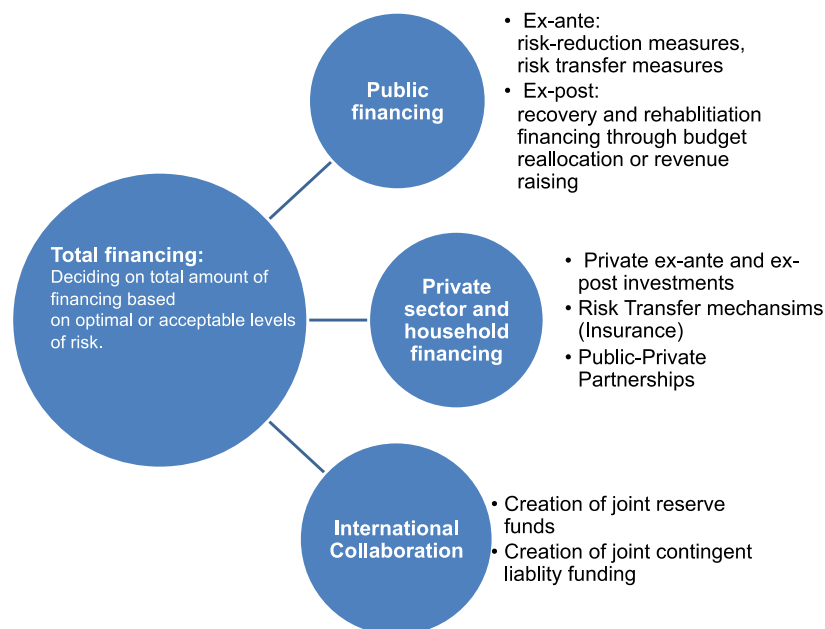 Total financing:
Deciding on total amount of
financing based
on optimal or acceptable levels
of risk.
Public
financing
• Ex-ante:
risk-reduction measures,
risk transfer measures
• Ex-post:
recovery and rehablitiation
financing through budget
reallocation or revenue
raising
Private
sector and
household
financing
• Private ex-ante and ex-
post investments
• Risk Transfer mechansims
(Insurance)
• Public-Private
Partnerships
International
Collaboration
• Creation of joint reserve
funds
• Creation of joint contingent
liablity funding